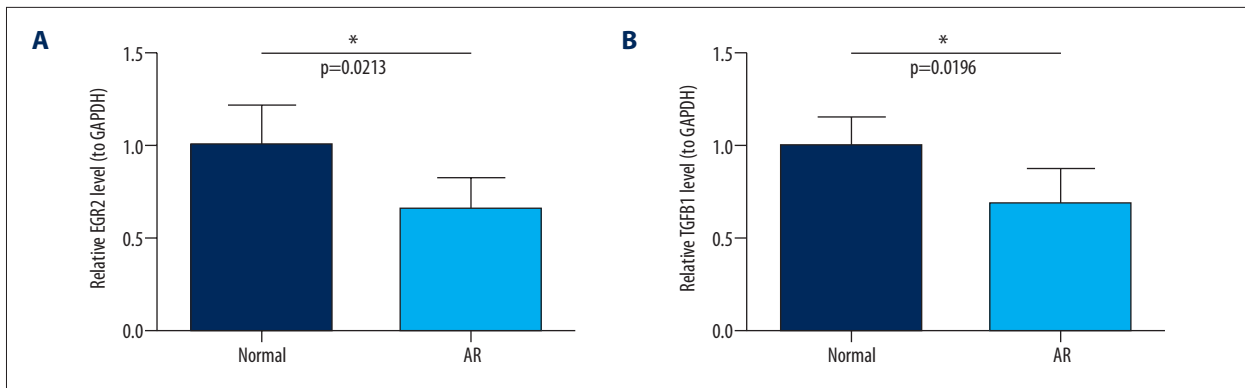 A
Relative EGR2 level (to GAPDH)
1.5
1.0
0.5
0.0
*
p=0.0213
Normal
AR
B
Relative TGFB1 level (to GAPDH)
1.5
1.0
0.5
0.0
*
p=0.0196
Normal
AR